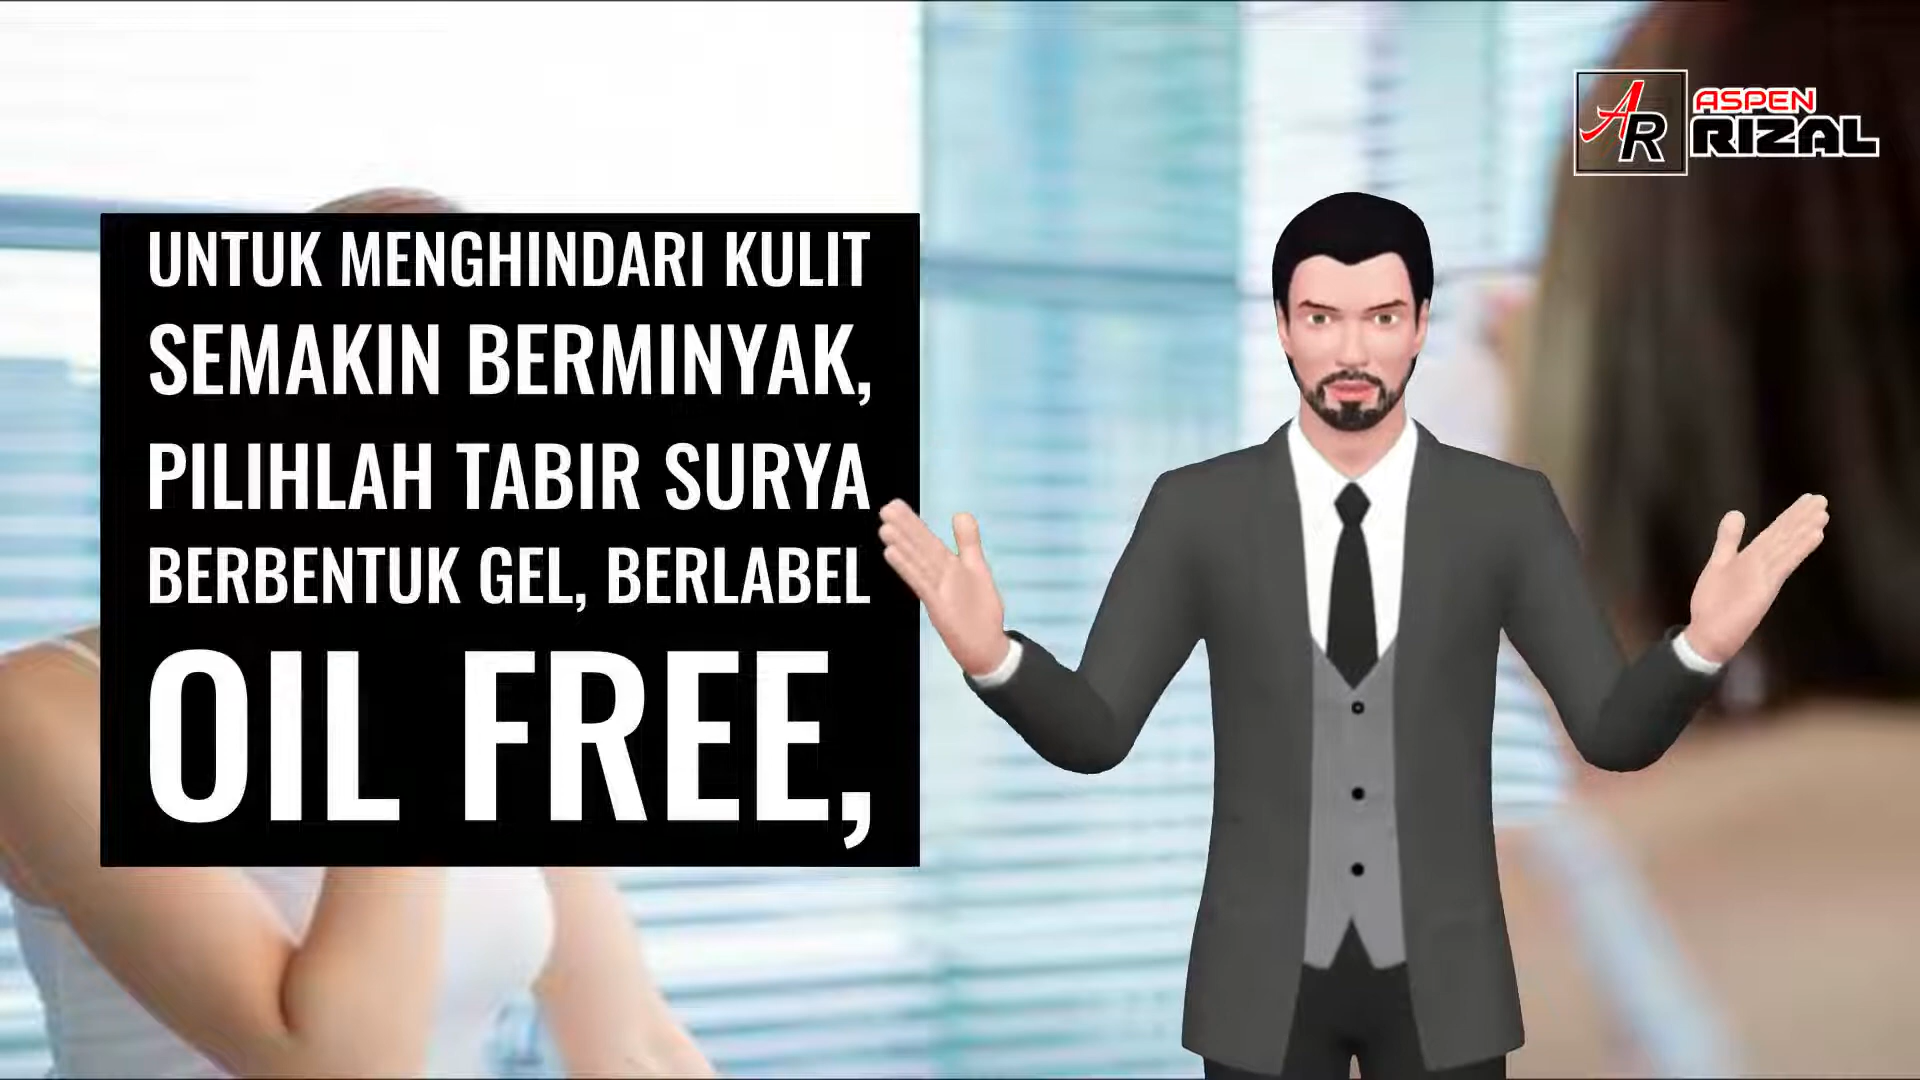 UNTUK MENGHINDARI KULIT
SEMAKIN BERMINYAK,
PILIHLAH TABIR SURYA
BERBENTUK GEL, BERLABEL
OIL FREE,
AR
ASPEN
RIZAL